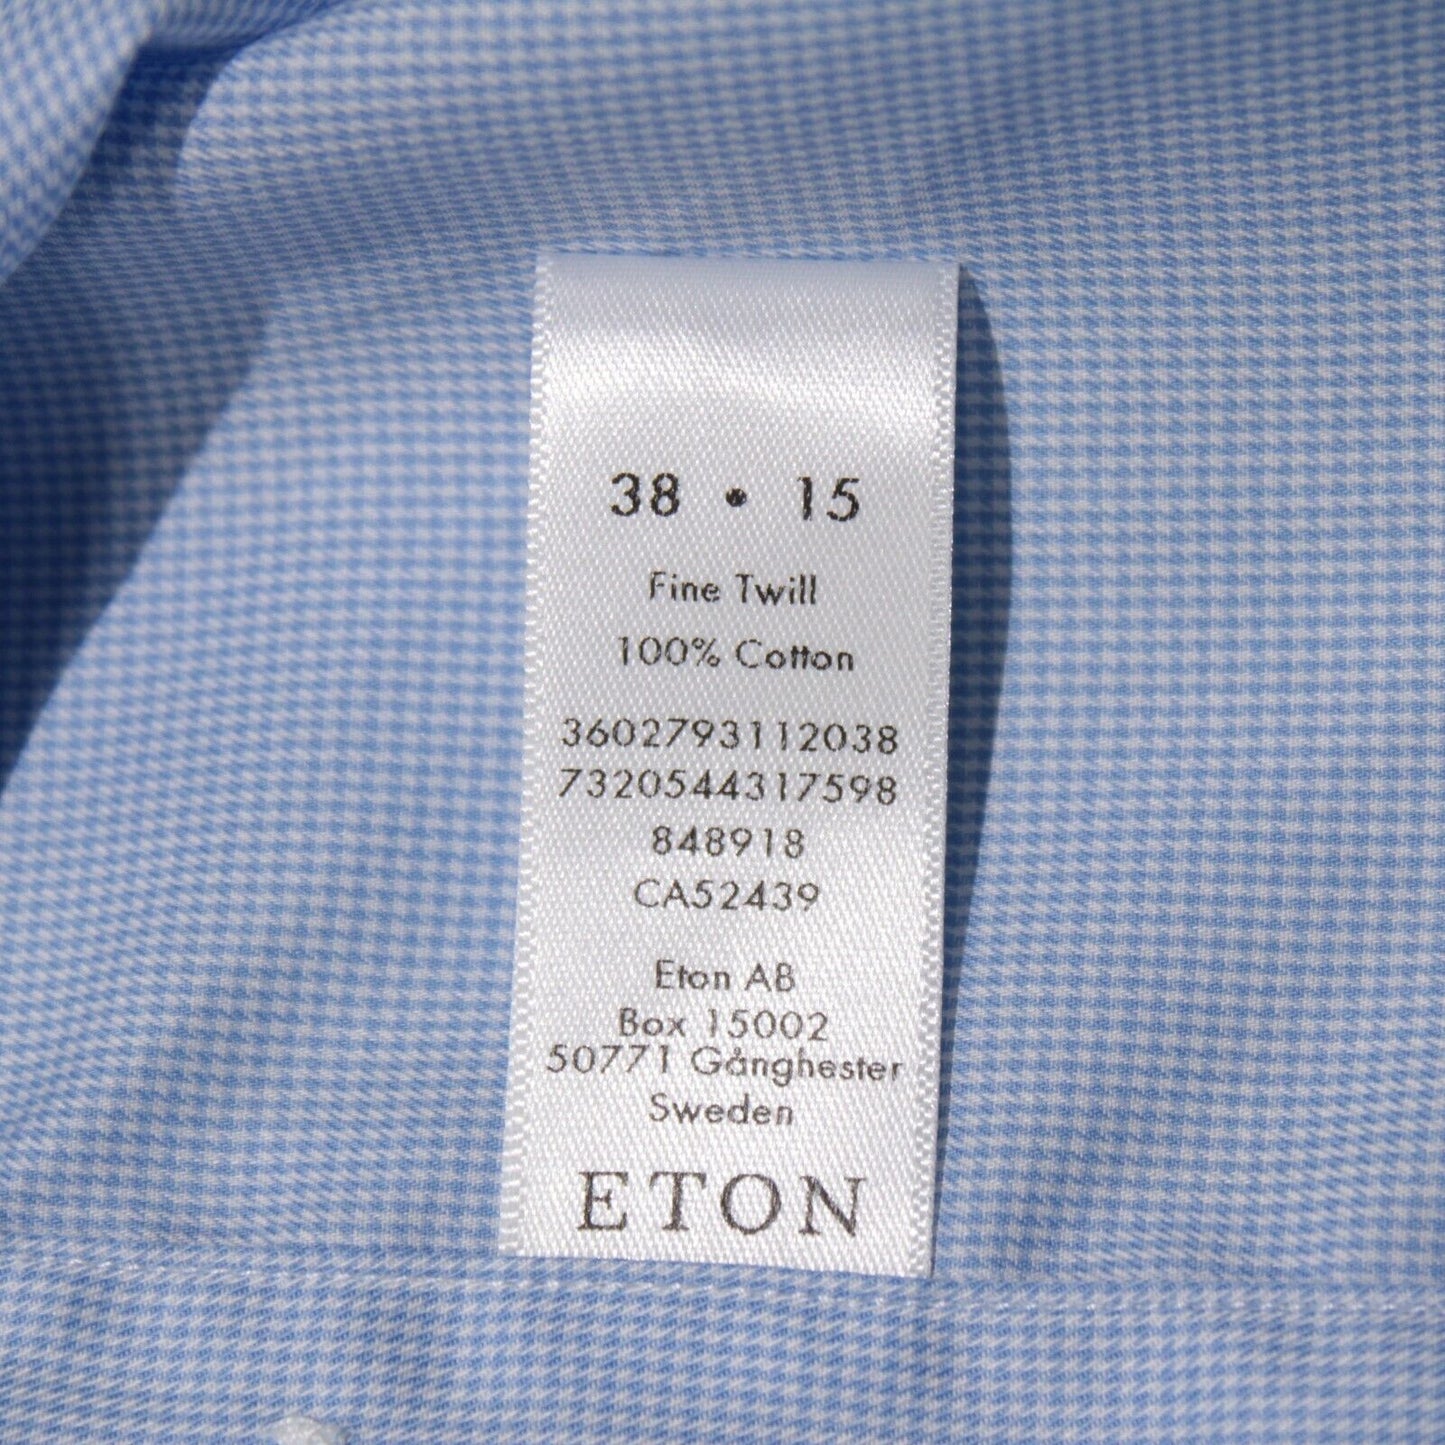 38 • 15
Fine Twill
100% Cotton
3602793112038
7320544317598
848918
CA52439
Eton AB
Box 15002
50771 Gånghester
Sweden
ETON